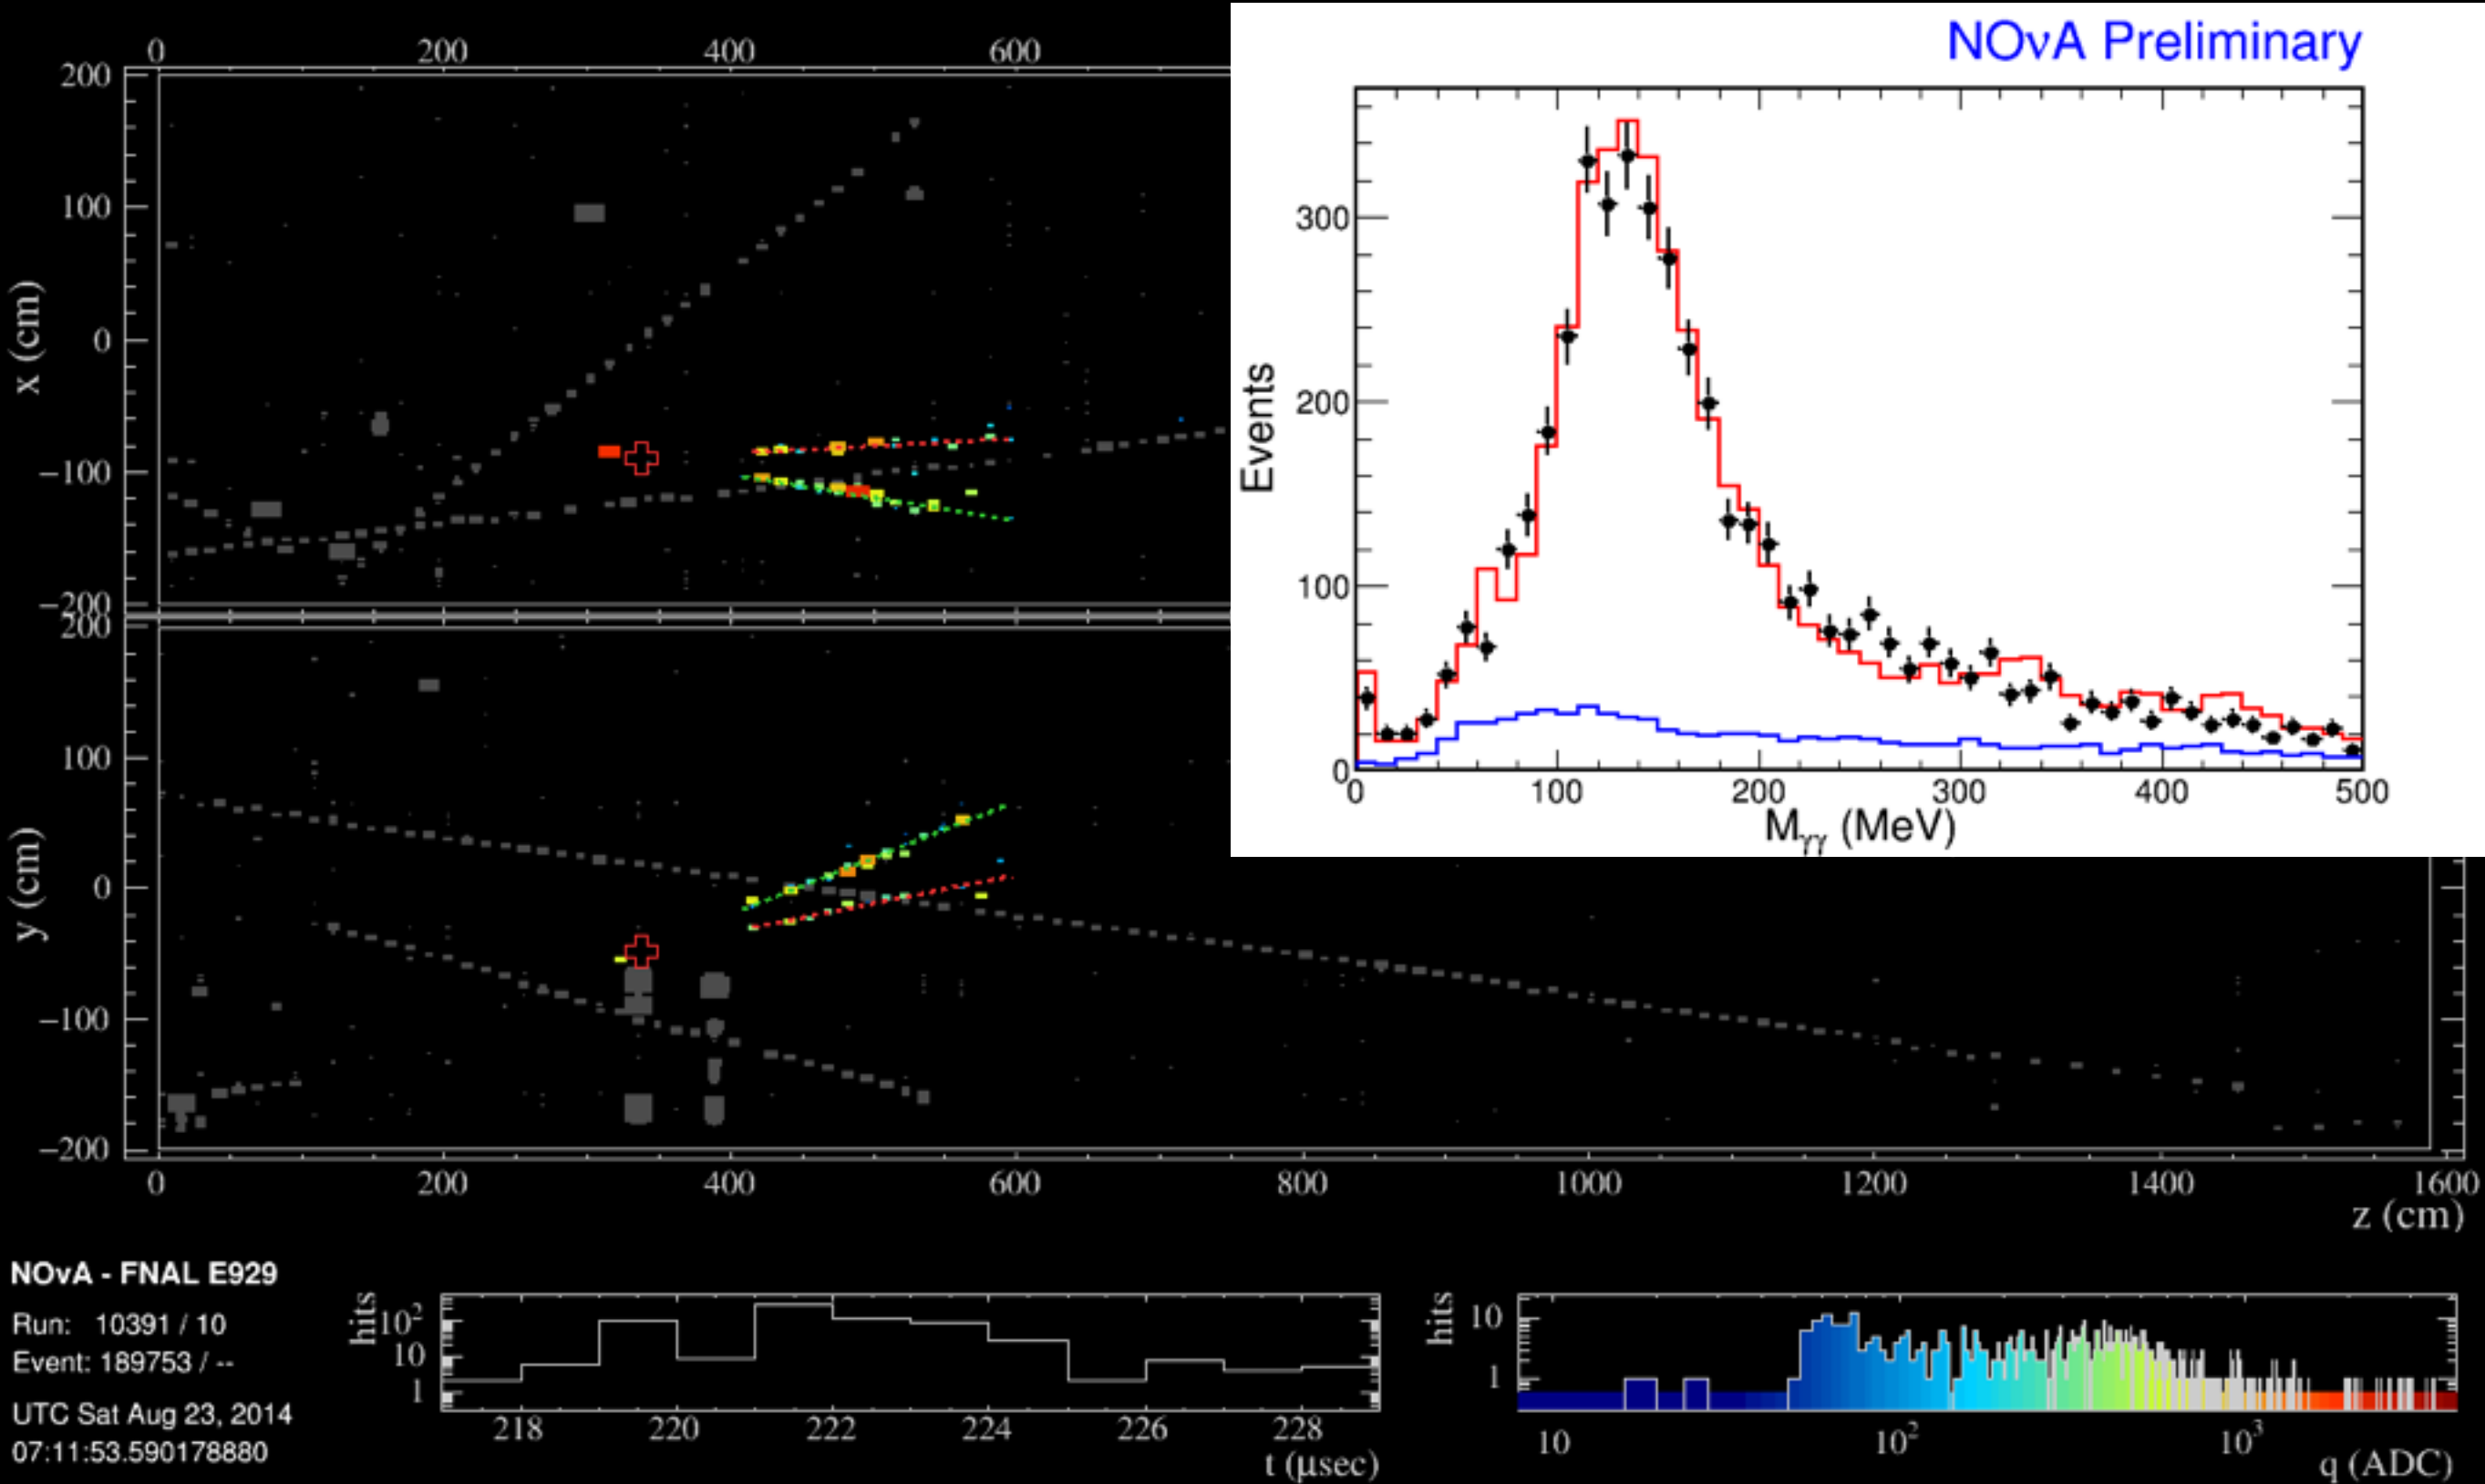 0 200 400 600
200
100
0
−100
−200
x (cm)
NOνA Preliminary
300
200
100
0
Events
0 100 200 300 400 500
Mγγ (MeV)
200
100
0
−100
−200
y (cm)
0 200 400 600 800 1000 1200 1400 1600
z (cm)
NOvA - FNAL E929
Run: 10391 / 10
Event: 189753 / --
UTC Sat Aug 23, 2014
07:11:53.590178880
hits
10²
10
1
218 220 222 224 226 228
t (μsec)
hits
10
1
10 10² 10³
q (ADC)